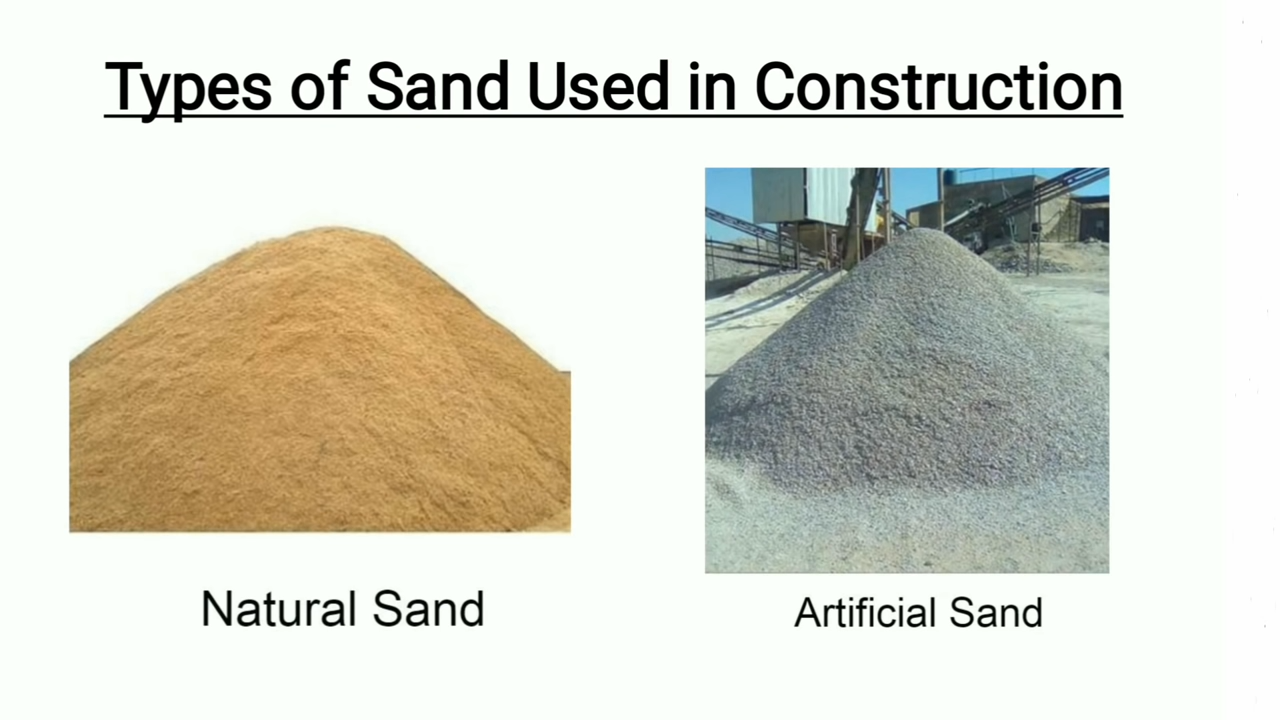 Types of Sand Used in Construction
Natural Sand
Artificial Sand